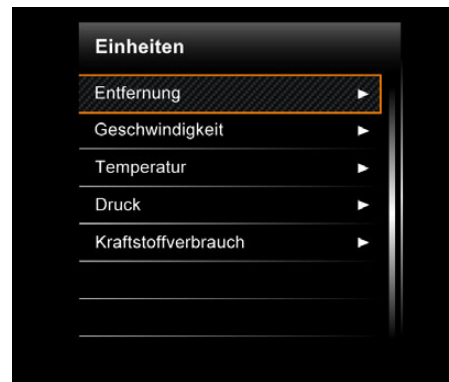 Einheiten
Entfernung
Geschwindigkeit
Temperatur
Druck
Kraftstoffverbrauch